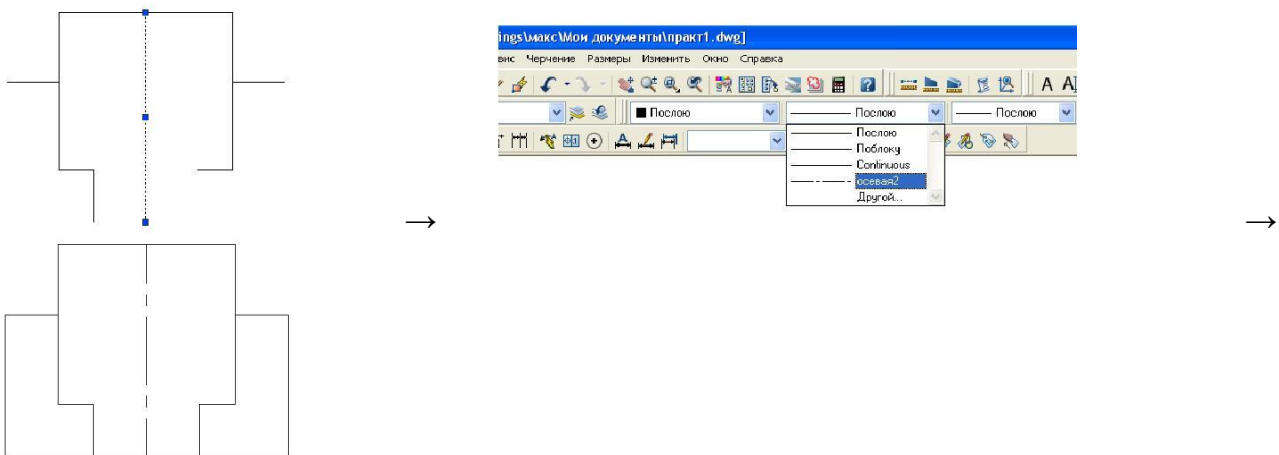 ings\макс\Мои документы\практ1.dwg]
вис Черчение Размеры Изменить Окно Справка
A A
Послою Послою Послою
Послою
Поблоку
Continuous
осевая2
Другой...
→ →